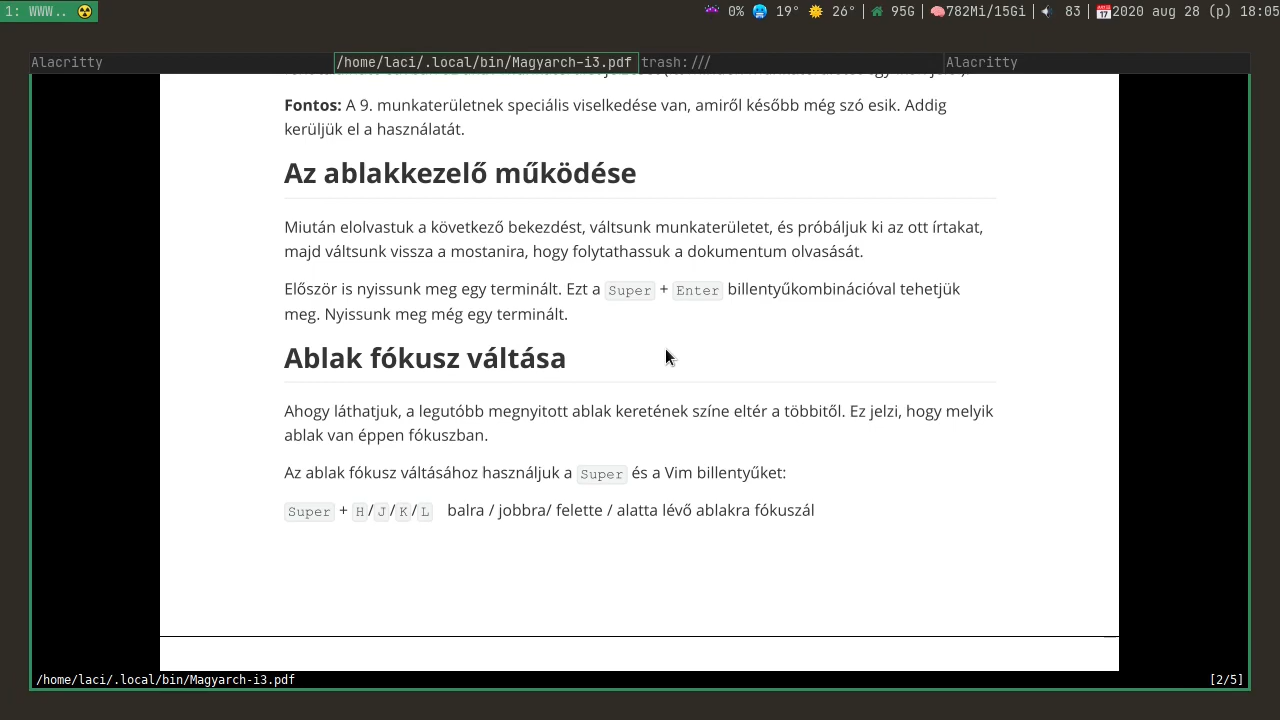 1: WWW.. 0% 19° 26° 95G 782Mi/15Gi 83 2020 aug 28 (p) 18:05
Alacritty /home/laci/.local/bin/Magyarch-i3.pdf trash:/// Alacritty
Fontos: A 9. munkaterületnek speciális viselkedése van, amiről később még szó esik. Addig
kerüljük el a használatát.
Az ablakkezelő működése
Miután elolvastuk a következő bekezdést, váltsunk munkaterületet, és próbáljuk ki az ott írtakat,
majd váltsunk vissza a mostanira, hogy folytathassuk a dokumentum olvasását.
Először is nyissunk meg egy terminált. Ezt a Super + Enter billentyűkombinációval tehetjük
meg. Nyissunk meg még egy terminált.
Ablak fókusz váltása
Ahogy láthatjuk, a legutóbb megnyitott ablak keretének színe eltér a többitől. Ez jelzi, hogy melyik
ablak van éppen fókuszban.
Az ablak fókusz váltásához használjuk a Super és a Vim billentyűket:
Super + H/J/K/L balra / jobbra/ felette / alatta lévő ablakra fókuszál
/home/laci/.local/bin/Magyarch-i3.pdf [2/5]